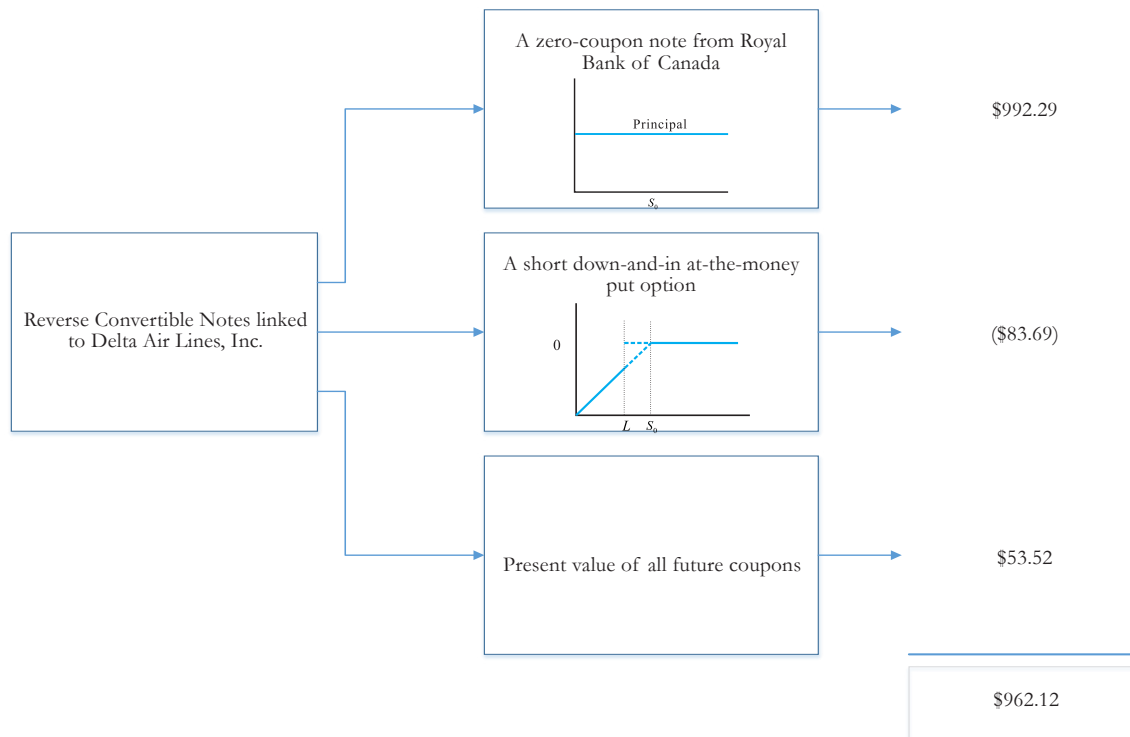 A zero-coupon note from Royal
Bank of Canada
Principal
S₀
$992.29
Reverse Convertible Notes linked
to Delta Air Lines, Inc.
A short down-and-in at-the-money
put option
0
L S₀
($83.69)
Present value of all future coupons
$53.52
$962.12